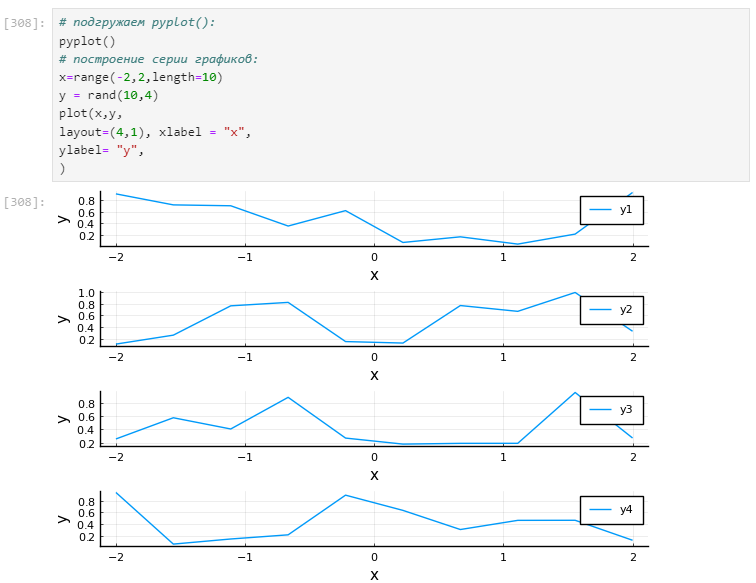 [308]:
# подгружаем pyplot():
pyplot()
# построение серии графиков:
x=range(-2,2,length=10)
y = rand(10,4)
plot(x,y,
layout=(4,1), xlabel = "x",
ylabel= "y",
)
[308]:
y
0.8
0.6
0.4
0.2
y1
−2 −1 0 1 2
x
y
1.0
0.8
0.6
0.4
0.2
y2
−2 −1 0 1 2
x
y
0.8
0.6
0.4
0.2
y3
−2 −1 0 1 2
x
y
0.8
0.6
0.4
0.2
y4
−2 −1 0 1 2
x